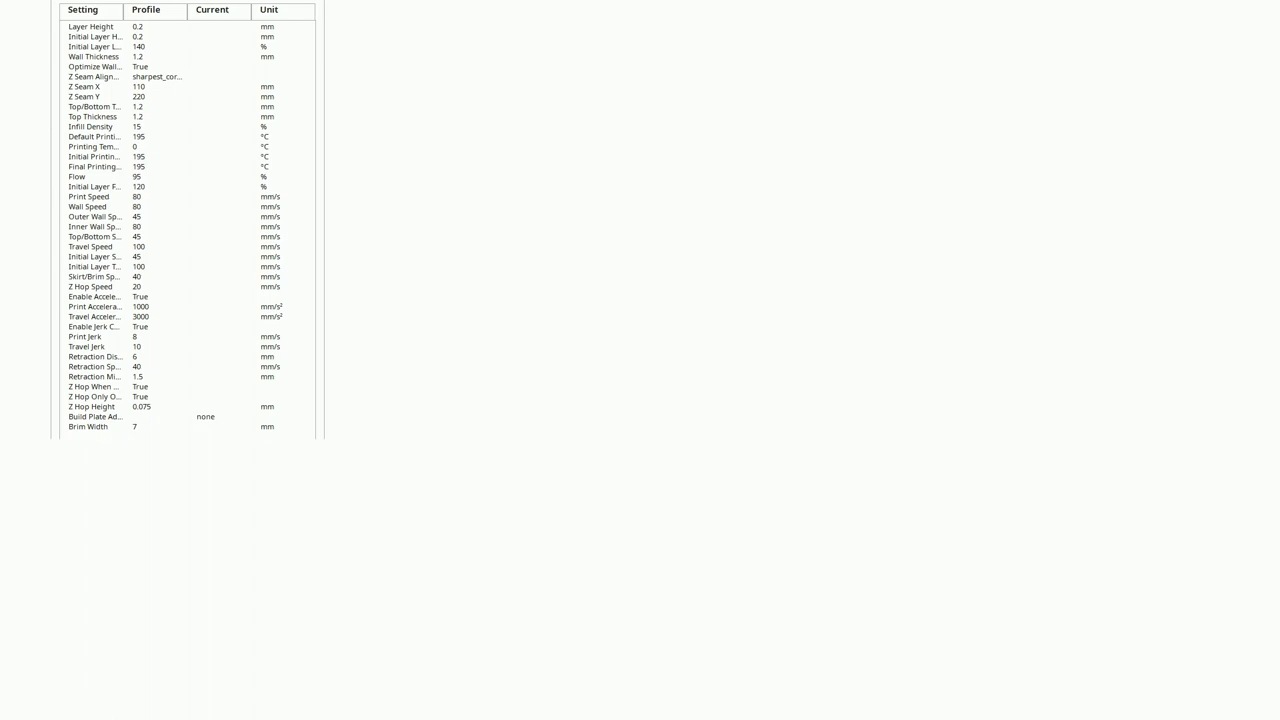 Setting Profile Current Unit
Layer Height 0.2 mm
Initial Layer H... 0.2 mm
Initial Layer L... 140 %
Wall Thickness 1.2 mm
Optimize Wall... True
Z Seam Align... sharpest_cor...
Z Seam X 110 mm
Z Seam Y 220 mm
Top/Bottom T... 1.2 mm
Top Thickness 1.2 mm
Infill Density 15 %
Default Printi... 195 °C
Printing Tem... 0 °C
Initial Printin... 195 °C
Final Printing... 195 °C
Flow 95 %
Initial Layer F... 120 %
Print Speed 80 mm/s
Wall Speed 80 mm/s
Outer Wall Sp... 45 mm/s
Inner Wall Sp... 80 mm/s
Top/Bottom S... 45 mm/s
Travel Speed 100 mm/s
Initial Layer S... 45 mm/s
Initial Layer T... 100 mm/s
Skirt/Brim Sp... 40 mm/s
Z Hop Speed 20 mm/s
Enable Accele... True
Print Accelera... 1000 mm/s²
Travel Acceler... 3000 mm/s²
Enable Jerk C... True
Print Jerk 8 mm/s
Travel Jerk 10 mm/s
Retraction Dis... 6 mm
Retraction Sp... 40 mm/s
Retraction Mi... 1.5 mm
Z Hop When ... True
Z Hop Only O... True
Z Hop Height 0.075 mm
Build Plate Ad... none
Brim Width 7 mm